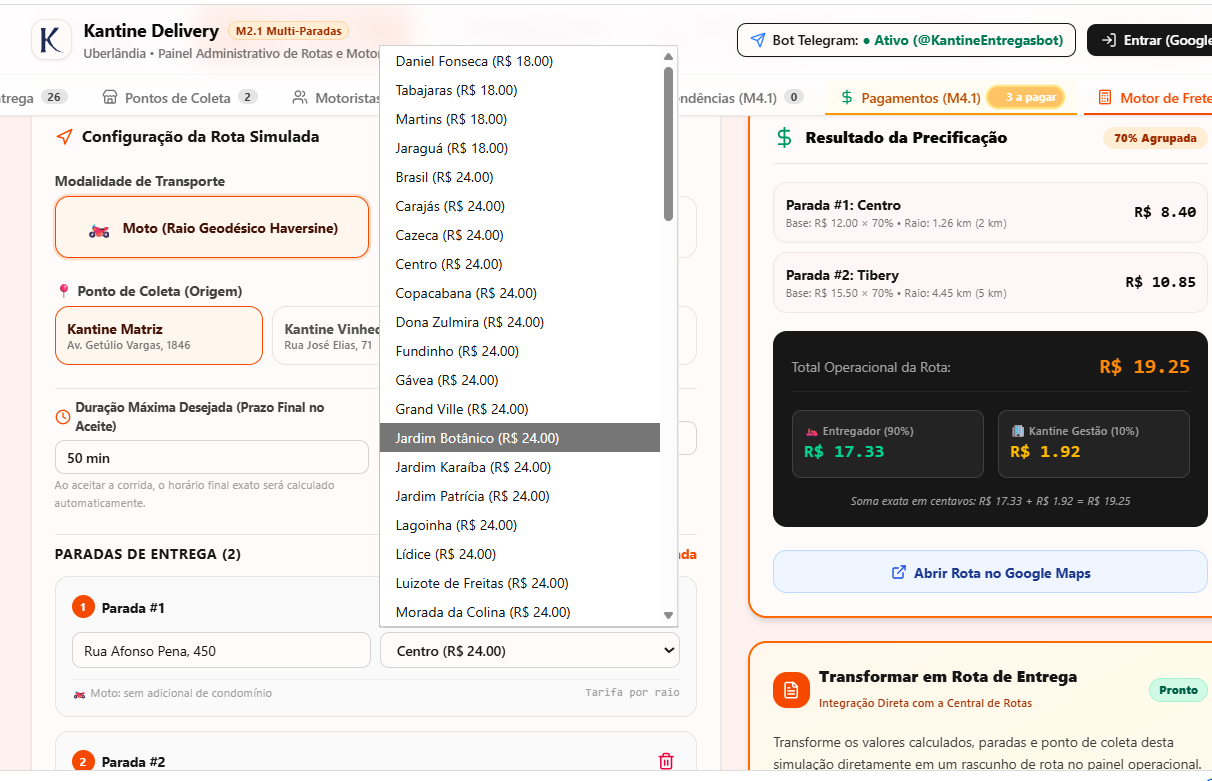 K
Kantine Delivery
M2.1 Multi-Paradas
Uberlândia • Painel Administrativo de Rotas e Motor
Bot Telegram: ● Ativo (@KantineEntregasbot)
Entrar (Google
ntrega 26
Pontos de Coleta 2
Motoristas
ndências (M4.1) 0
Pagamentos (M4.1) 3 a pagar
Motor de Frete
Configuração da Rota Simulada
Modalidade de Transporte
Moto (Raio Geodésico Haversine)
Ponto de Coleta (Origem)
Kantine Matriz
Av. Getúlio Vargas, 1846
Kantine Vinhed
Rua José Elias, 71
Duração Máxima Desejada (Prazo Final no
Aceite)
50 min
Ao aceitar a corrida, o horário final exato será calculado
automaticamente.
PARADAS DE ENTREGA (2)
ada
1 Parada #1
Rua Afonso Pena, 450
Centro (R$ 24.00)
Moto: sem adicional de condomínio
Tarifa por raio
2 Parada #2
Daniel Fonseca (R$ 18.00)
Tabajaras (R$ 18.00)
Martins (R$ 18.00)
Jaraguá (R$ 18.00)
Brasil (R$ 24.00)
Carajás (R$ 24.00)
Cazeca (R$ 24.00)
Centro (R$ 24.00)
Copacabana (R$ 24.00)
Dona Zulmira (R$ 24.00)
Fundinho (R$ 24.00)
Gávea (R$ 24.00)
Grand Ville (R$ 24.00)
Jardim Botânico (R$ 24.00)
Jardim Karaíba (R$ 24.00)
Jardim Patrícia (R$ 24.00)
Lagoinha (R$ 24.00)
Lídice (R$ 24.00)
Luizote de Freitas (R$ 24.00)
Morada da Colina (R$ 24.00)
Resultado da Precificação
70% Agrupada
Parada #1: Centro
Base: R$ 12.00 × 70% • Raio: 1.26 km (2 km)
R$ 8.40
Parada #2: Tibery
Base: R$ 15.50 × 70% • Raio: 4.45 km (5 km)
R$ 10.85
Total Operacional da Rota:
R$ 19.25
Entregador (90%)
R$ 17.33
Kantine Gestão (10%)
R$ 1.92
Soma exata em centavos: R$ 17.33 + R$ 1.92 = R$ 19.25
Abrir Rota no Google Maps
Transformar em Rota de Entrega
Integração Direta com a Central de Rotas
Pronto
Transforme os valores calculados, paradas e ponto de coleta desta
simulação diretamente em um rascunho de rota no painel operacional.